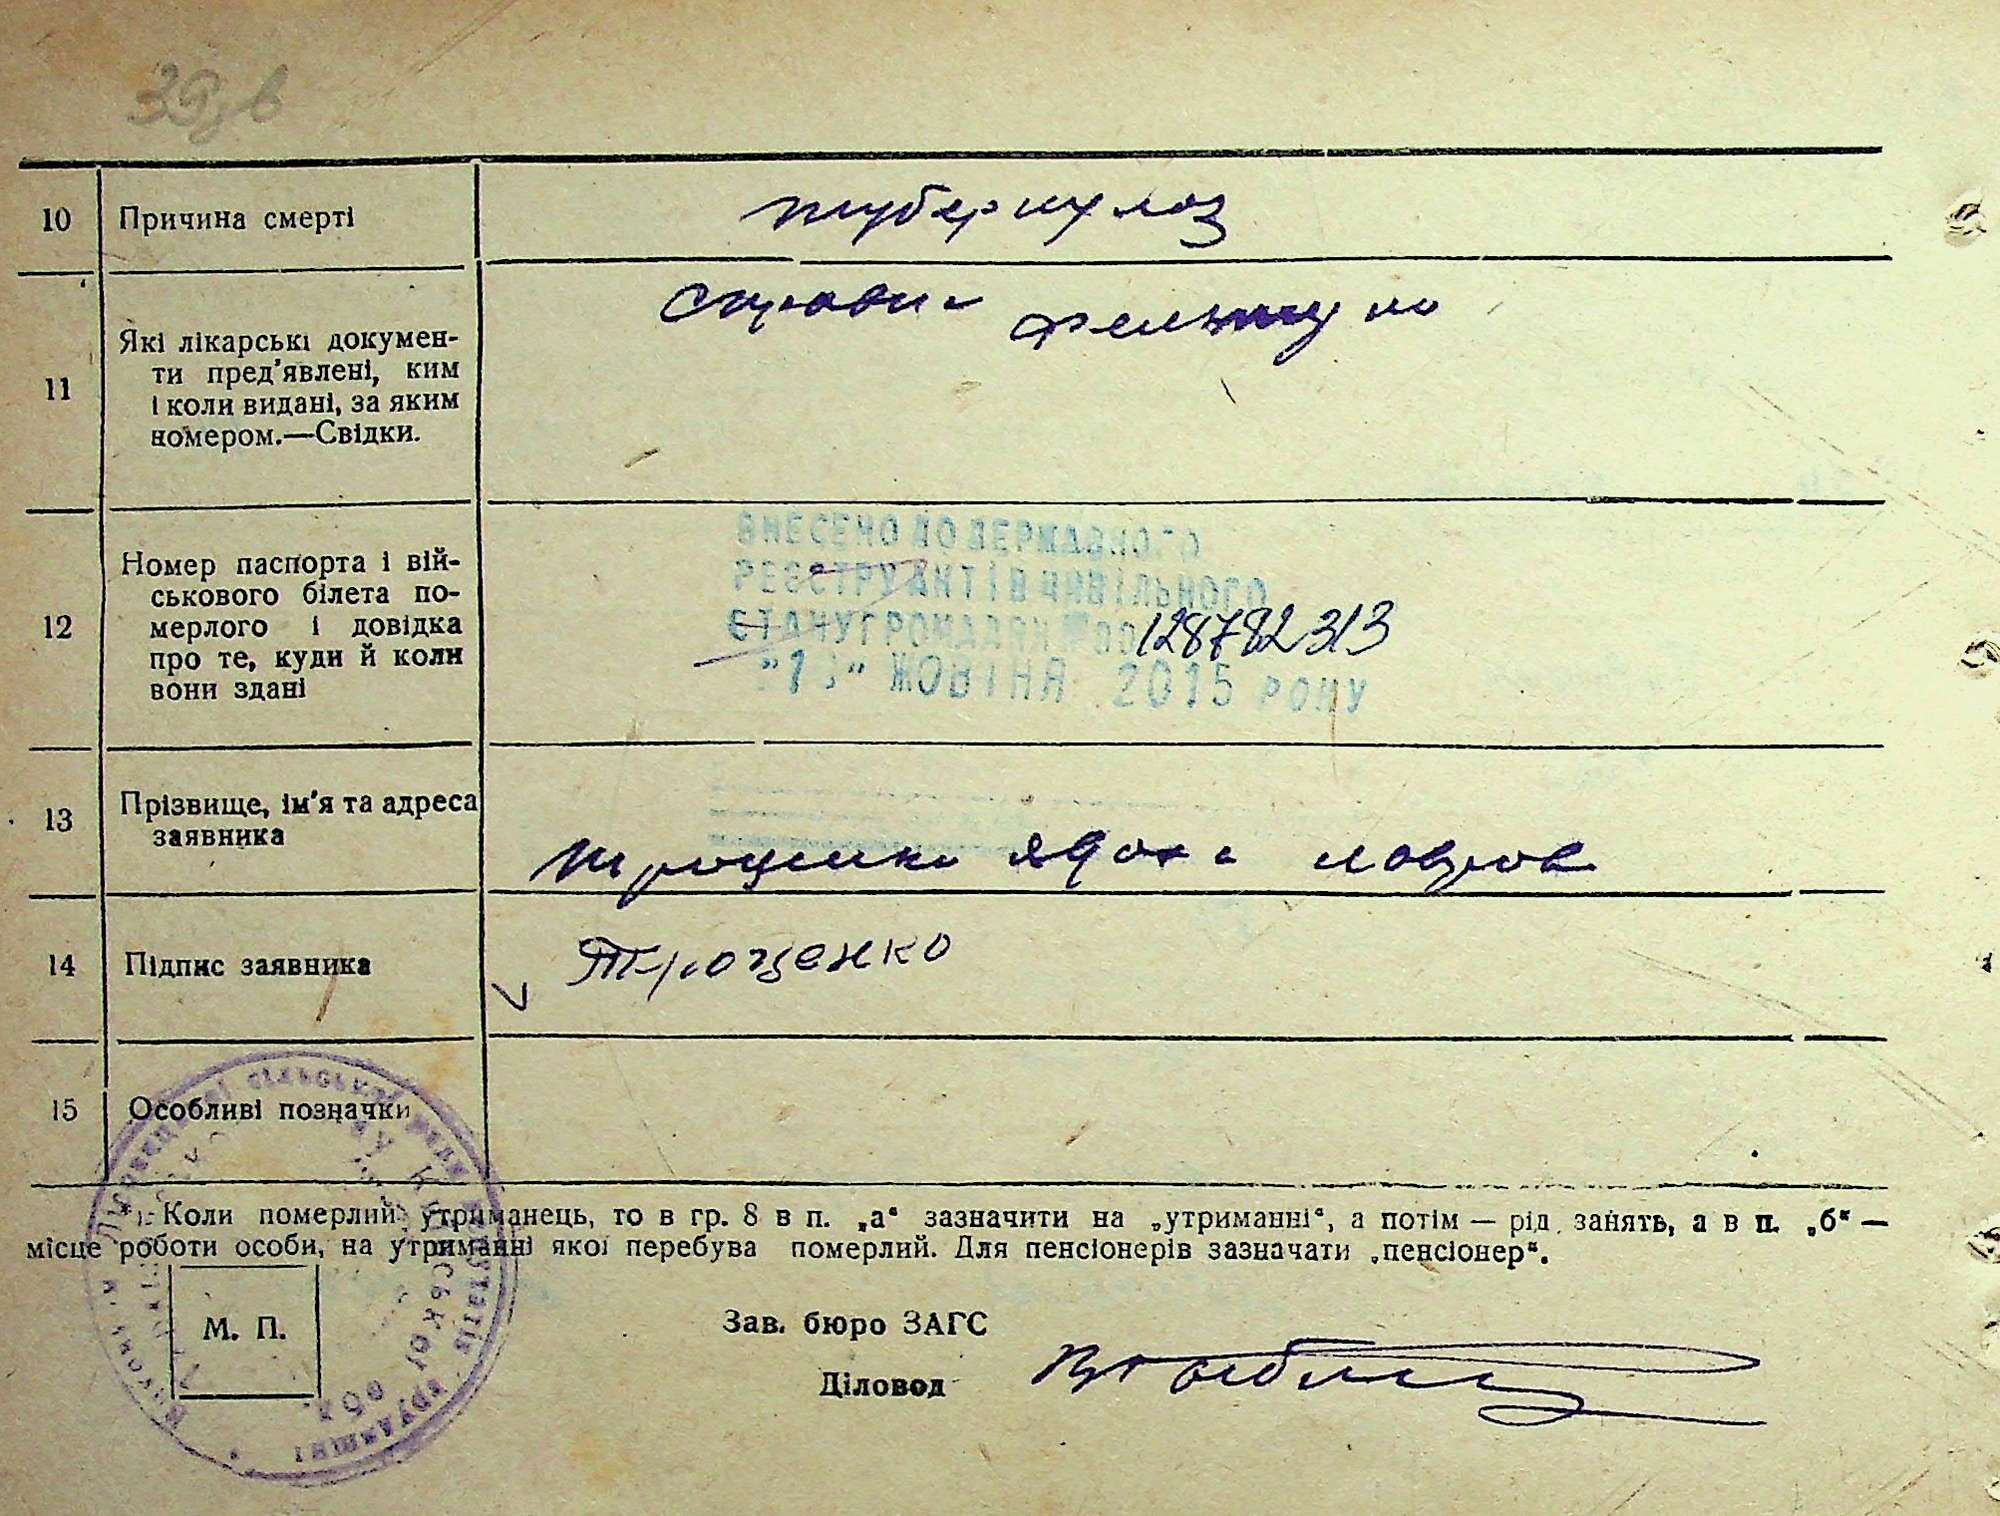 10 Причина смерті туберкулоз
11 Які лікарські докумен-
ти пред'явлені, ким
і коли видані, за яким
номером.—Свідки.
справка фельдшера
12 Номер паспорта і вій-
ськового білета по-
мерлого і довідка
про те, куди й коли
вони здані
ВНЕСЕНО ДО ДЕРЖАВНОГО
РЕЄСТРУ АКТІВ ЦИВІЛЬНОГО
СТАНУ ГРОМАДЯН №00128782313
ЖОВТНЯ 2015 РОКУ
13 Прізвище, ім'я та адреса
заявника
14 Підпис заявника Трощенко
15 Особливі позначки
Коли померлий утриманець, то в гр. 8 в п. „а“ зазначити на „утриманні“, а потім — рід занять, а в п. „б“ —
місце роботи особи, на утриманні якої перебува померлий. Для пенсіонерів зазначати „пенсіонер“.
М. П.
Зав. бюро ЗАГС
Діловод